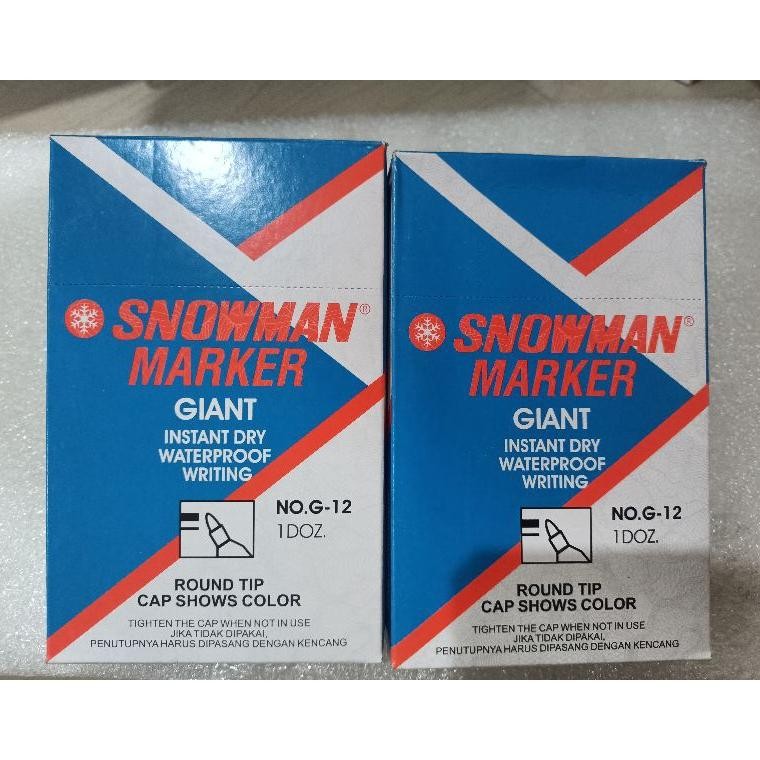 SNOWMAN®
MARKER
GIANT
INSTANT DRY
WATERPROOF
WRITING
NO.G-12
1DOZ.
ROUND TIP
CAP SHOWS COLOR
TIGHTEN THE CAP WHEN NOT IN USE
JIKA TIDAK DIPAKAI,
PENUTUPNYA HARUS DIPASANG DENGAN KENCANG
SNOWMAN®
MARKER
GIANT
INSTANT DRY
WATERPROOF
WRITING
NO.G-12
1DOZ.
ROUND TIP
CAP SHOWS COLOR
TIGHTEN THE CAP WHEN NOT IN USE
JIKA TIDAK DIPAKAI,
PENUTUPNYA HARUS DIPASANG DENGAN KENCANG